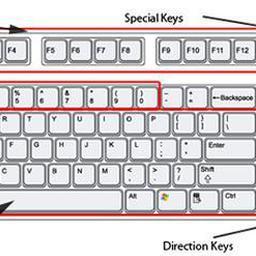 Special Keys
F4 F5 F6 F7 F8 F9 F10 F11 F12
% 5 ^ 6 & 7 * 8 ( 9 ) 0 - + = ←Backspace
R T Y U I O P { [ } ] | \
F G H J K L : ; " ' Enter
C V B N M < , > . ? / Shift
Alt Ctrl
Direction Keys